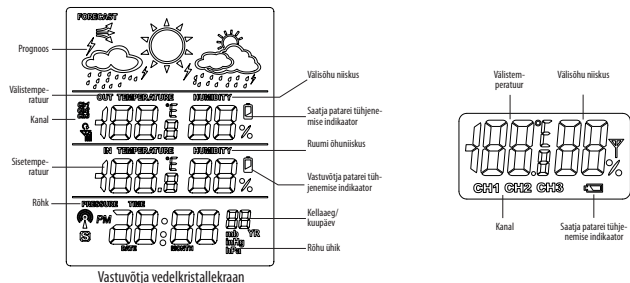 FORECAST
Prognoos
Välistempe-
ratuur
Kanal
Sisetempe-
ratuur
Rõhk
OUT TEMPERATURE HUMIDITY
°F
%
IN TEMPERATURE HUMIDITY
°F
%
PRESSURE TIME
PM
DATE MONTH
mb YR
inHg
hPa
Välisõhu niiskus
Saatja patarei tühjene-
mise indikaator
Ruumi õhuniiskus
Vastuvõtja patarei tüh-
jenemise indikaator
Kellaaeg/
kuupäev
Rõhu ühik
Vastuvõtja vedelkristallekraan
Välistem-
peratuur
Välisõhu niiskus
%
CH1 CH2 CH3
Kanal
Saatja patarei tühje-
nemise indikaator